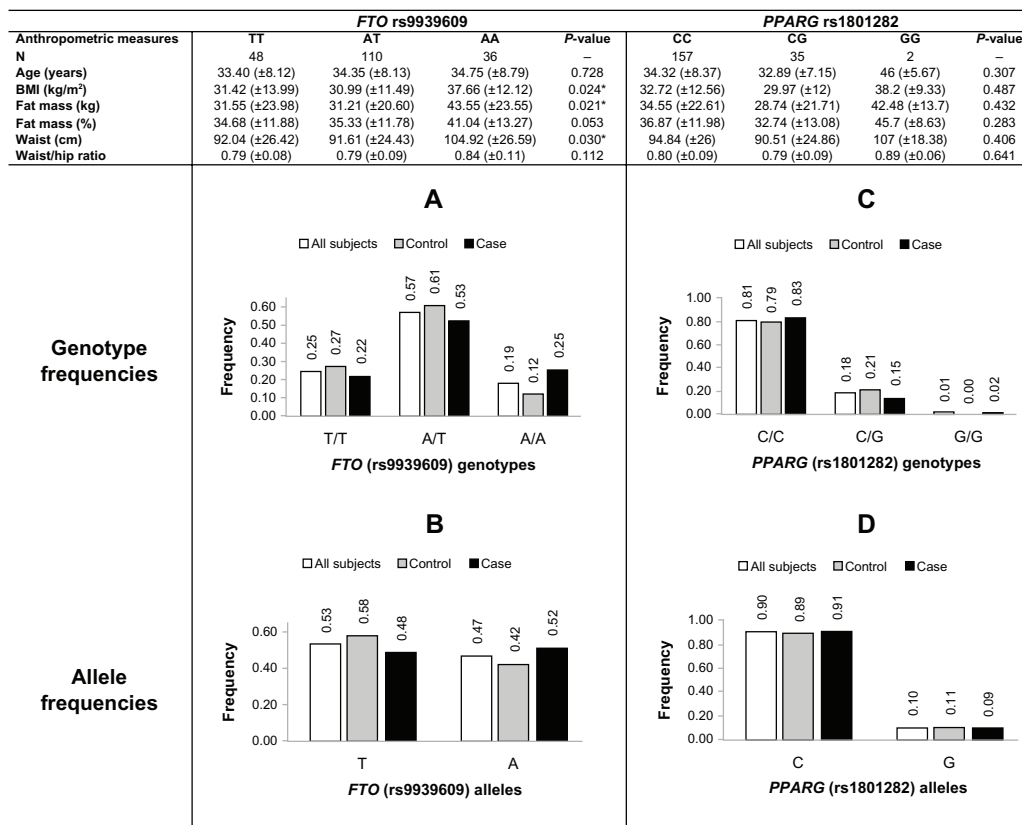 FTO rs9939609 PPARG rs1801282
Anthropometric measures TT AT AA P-value CC CG GG P-value
N 48 110 36 – 157 35 2 –
Age (years) 33.40 (±8.12) 34.35 (±8.13) 34.75 (±8.79) 0.728 34.32 (±8.37) 32.89 (±7.15) 46 (±5.67) 0.307
BMI (kg/m²) 31.42 (±13.99) 30.99 (±11.49) 37.66 (±12.12) 0.024* 32.72 (±12.56) 29.97 (±12) 38.2 (±9.33) 0.487
Fat mass (kg) 31.55 (±23.98) 31.21 (±20.60) 43.55 (±23.55) 0.021* 34.55 (±22.61) 28.74 (±21.71) 42.48 (±13.7) 0.432
Fat mass (%) 34.68 (±11.88) 35.33 (±11.78) 41.04 (±13.27) 0.053 36.87 (±11.98) 32.74 (±13.08) 45.7 (±8.63) 0.283
Waist (cm) 92.04 (±26.42) 91.61 (±24.43) 104.92 (±26.59) 0.030* 94.84 (±26) 90.51 (±24.86) 107 (±18.38) 0.406
Waist/hip ratio 0.79 (±0.08) 0.79 (±0.09) 0.84 (±0.11) 0.112 0.80 (±0.09) 0.79 (±0.09) 0.89 (±0.06) 0.641
Genotype
frequencies
A
All subjects Control Case
Frequency
0.60
0.50
0.40
0.30
0.20
0.10
0.00
0.25 0.27 0.22 0.57 0.61 0.53 0.19 0.12 0.25
T/T A/T A/A
FTO (rs9939609) genotypes
C
All subjects Control Case
Frequency
1.00
0.80
0.60
0.40
0.20
0.00
0.81 0.79 0.83 0.18 0.21 0.15 0.01 0.00 0.02
C/C C/G G/G
PPARG (rs1801282) genotypes
Allele
frequencies
B
All subjects Control Case
Frequency
0.60
0.40
0.20
0.00
0.53 0.58 0.48 0.47 0.42 0.52
T A
FTO (rs9939609) alleles
D
All subjects Control Case
Frequency
1.00
0.80
0.60
0.40
0.20
0.00
0.90 0.89 0.91 0.10 0.11 0.09
C G
PPARG (rs1801282) alleles